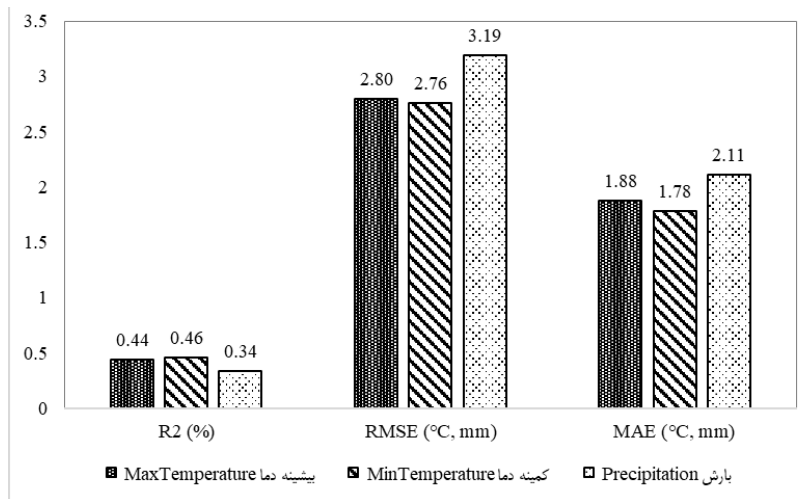 3.5
3
2.5
2
1.5
1
0.5
0
0.44
0.46
0.34
2.80
2.76
3.19
1.88
1.78
2.11
R2 (%)
RMSE (°C, mm)
MAE (°C, mm)
MaxTemperature بیشینه دما
MinTemperature کمینه دما
Precipitation بارش